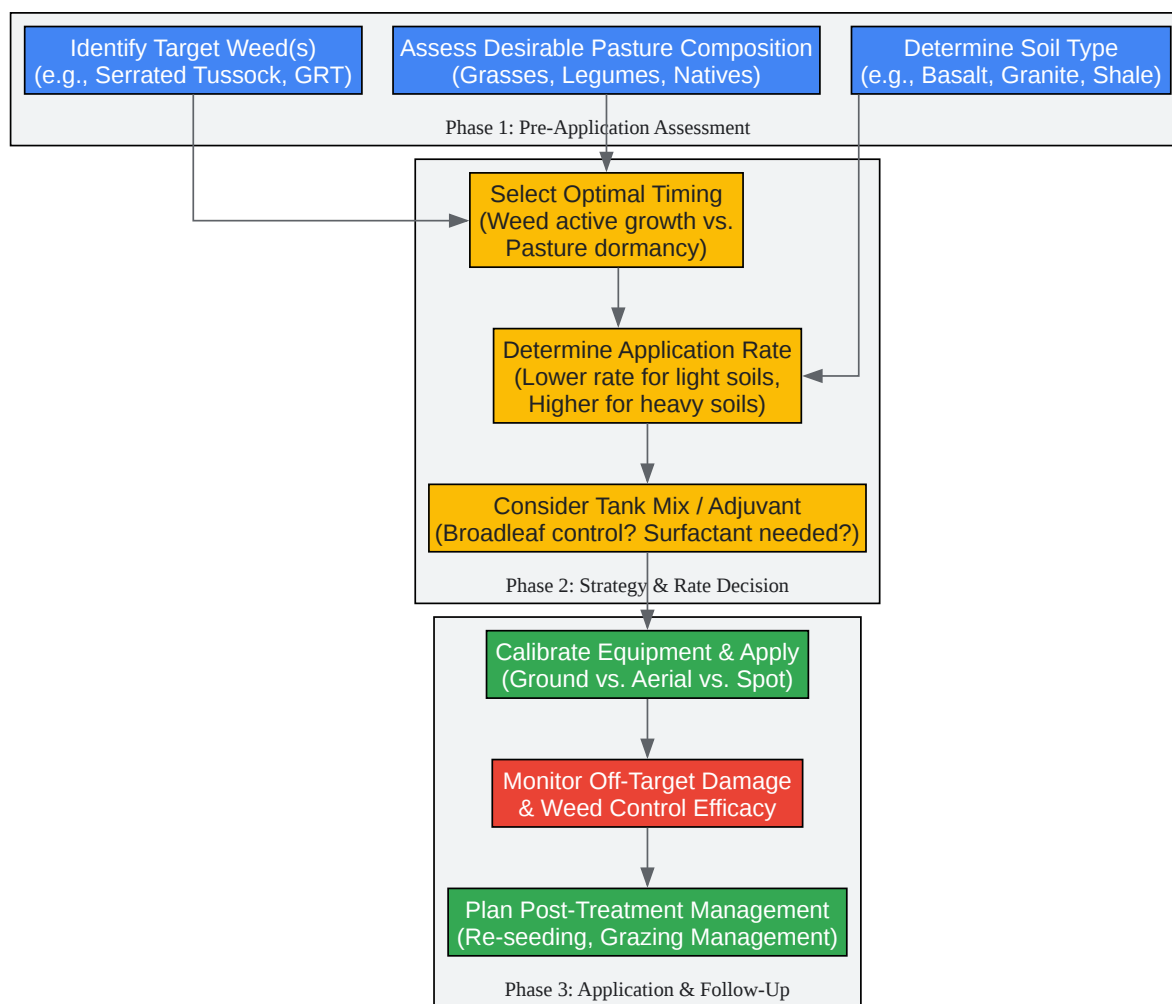 Identify Target Weed(s)
(e.g., Serrated Tussock, GRT)
Assess Desirable Pasture Composition
(Grasses, Legumes, Natives)
Determine Soil Type
(e.g., Basalt, Granite, Shale)
Phase 1: Pre-Application Assessment
Select Optimal Timing
(Weed active growth vs.
Pasture dormancy)
Determine Application Rate
(Lower rate for light soils,
Higher for heavy soils)
Consider Tank Mix / Adjuvant
(Broadleaf control? Surfactant needed?)
Phase 2: Strategy & Rate Decision
Calibrate Equipment & Apply
(Ground vs. Aerial vs. Spot)
Monitor Off-Target Damage
& Weed Control Efficacy
Plan Post-Treatment Management
(Re-seeding, Grazing Management)
Phase 3: Application & Follow-Up